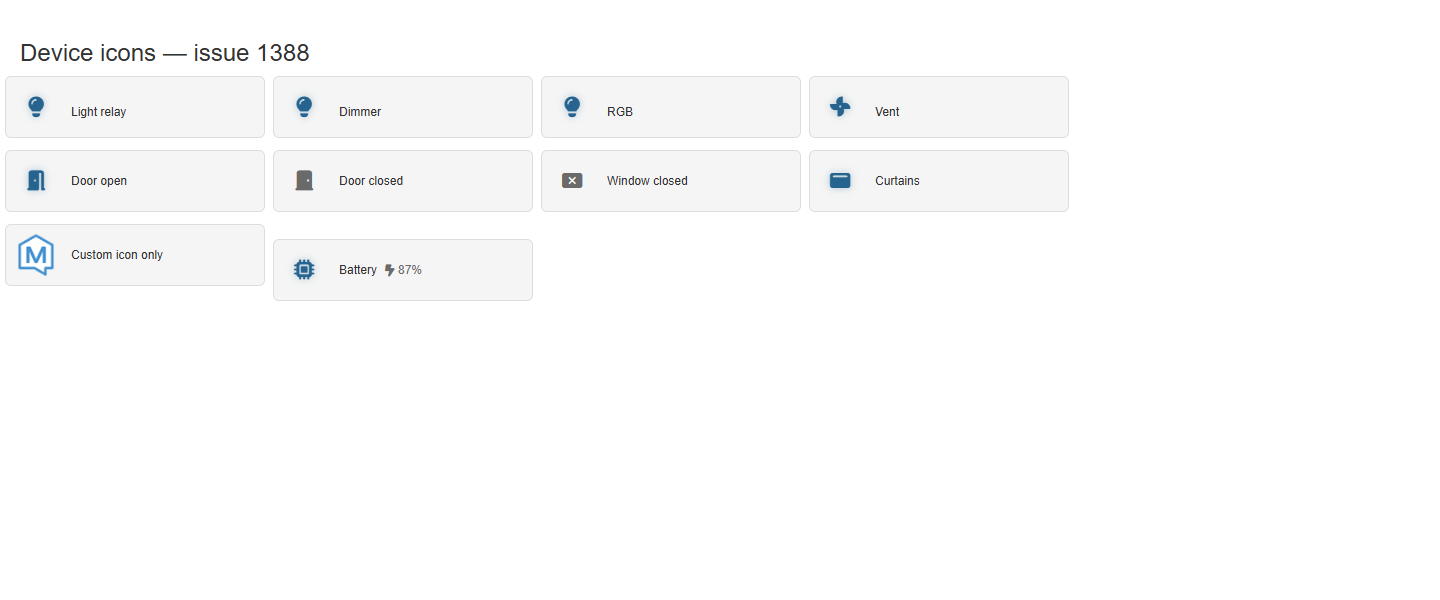 Device icons — issue 1388
Light relay
Dimmer
RGB
Vent
Door open
Door closed
Window closed
Curtains
M
Custom icon only
Battery 87%